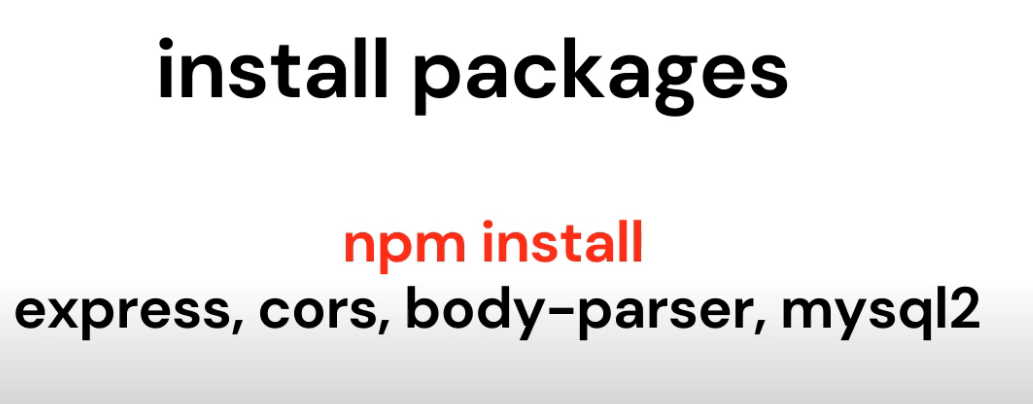 install packages
npm install
express, cors, body-parser, mysql2